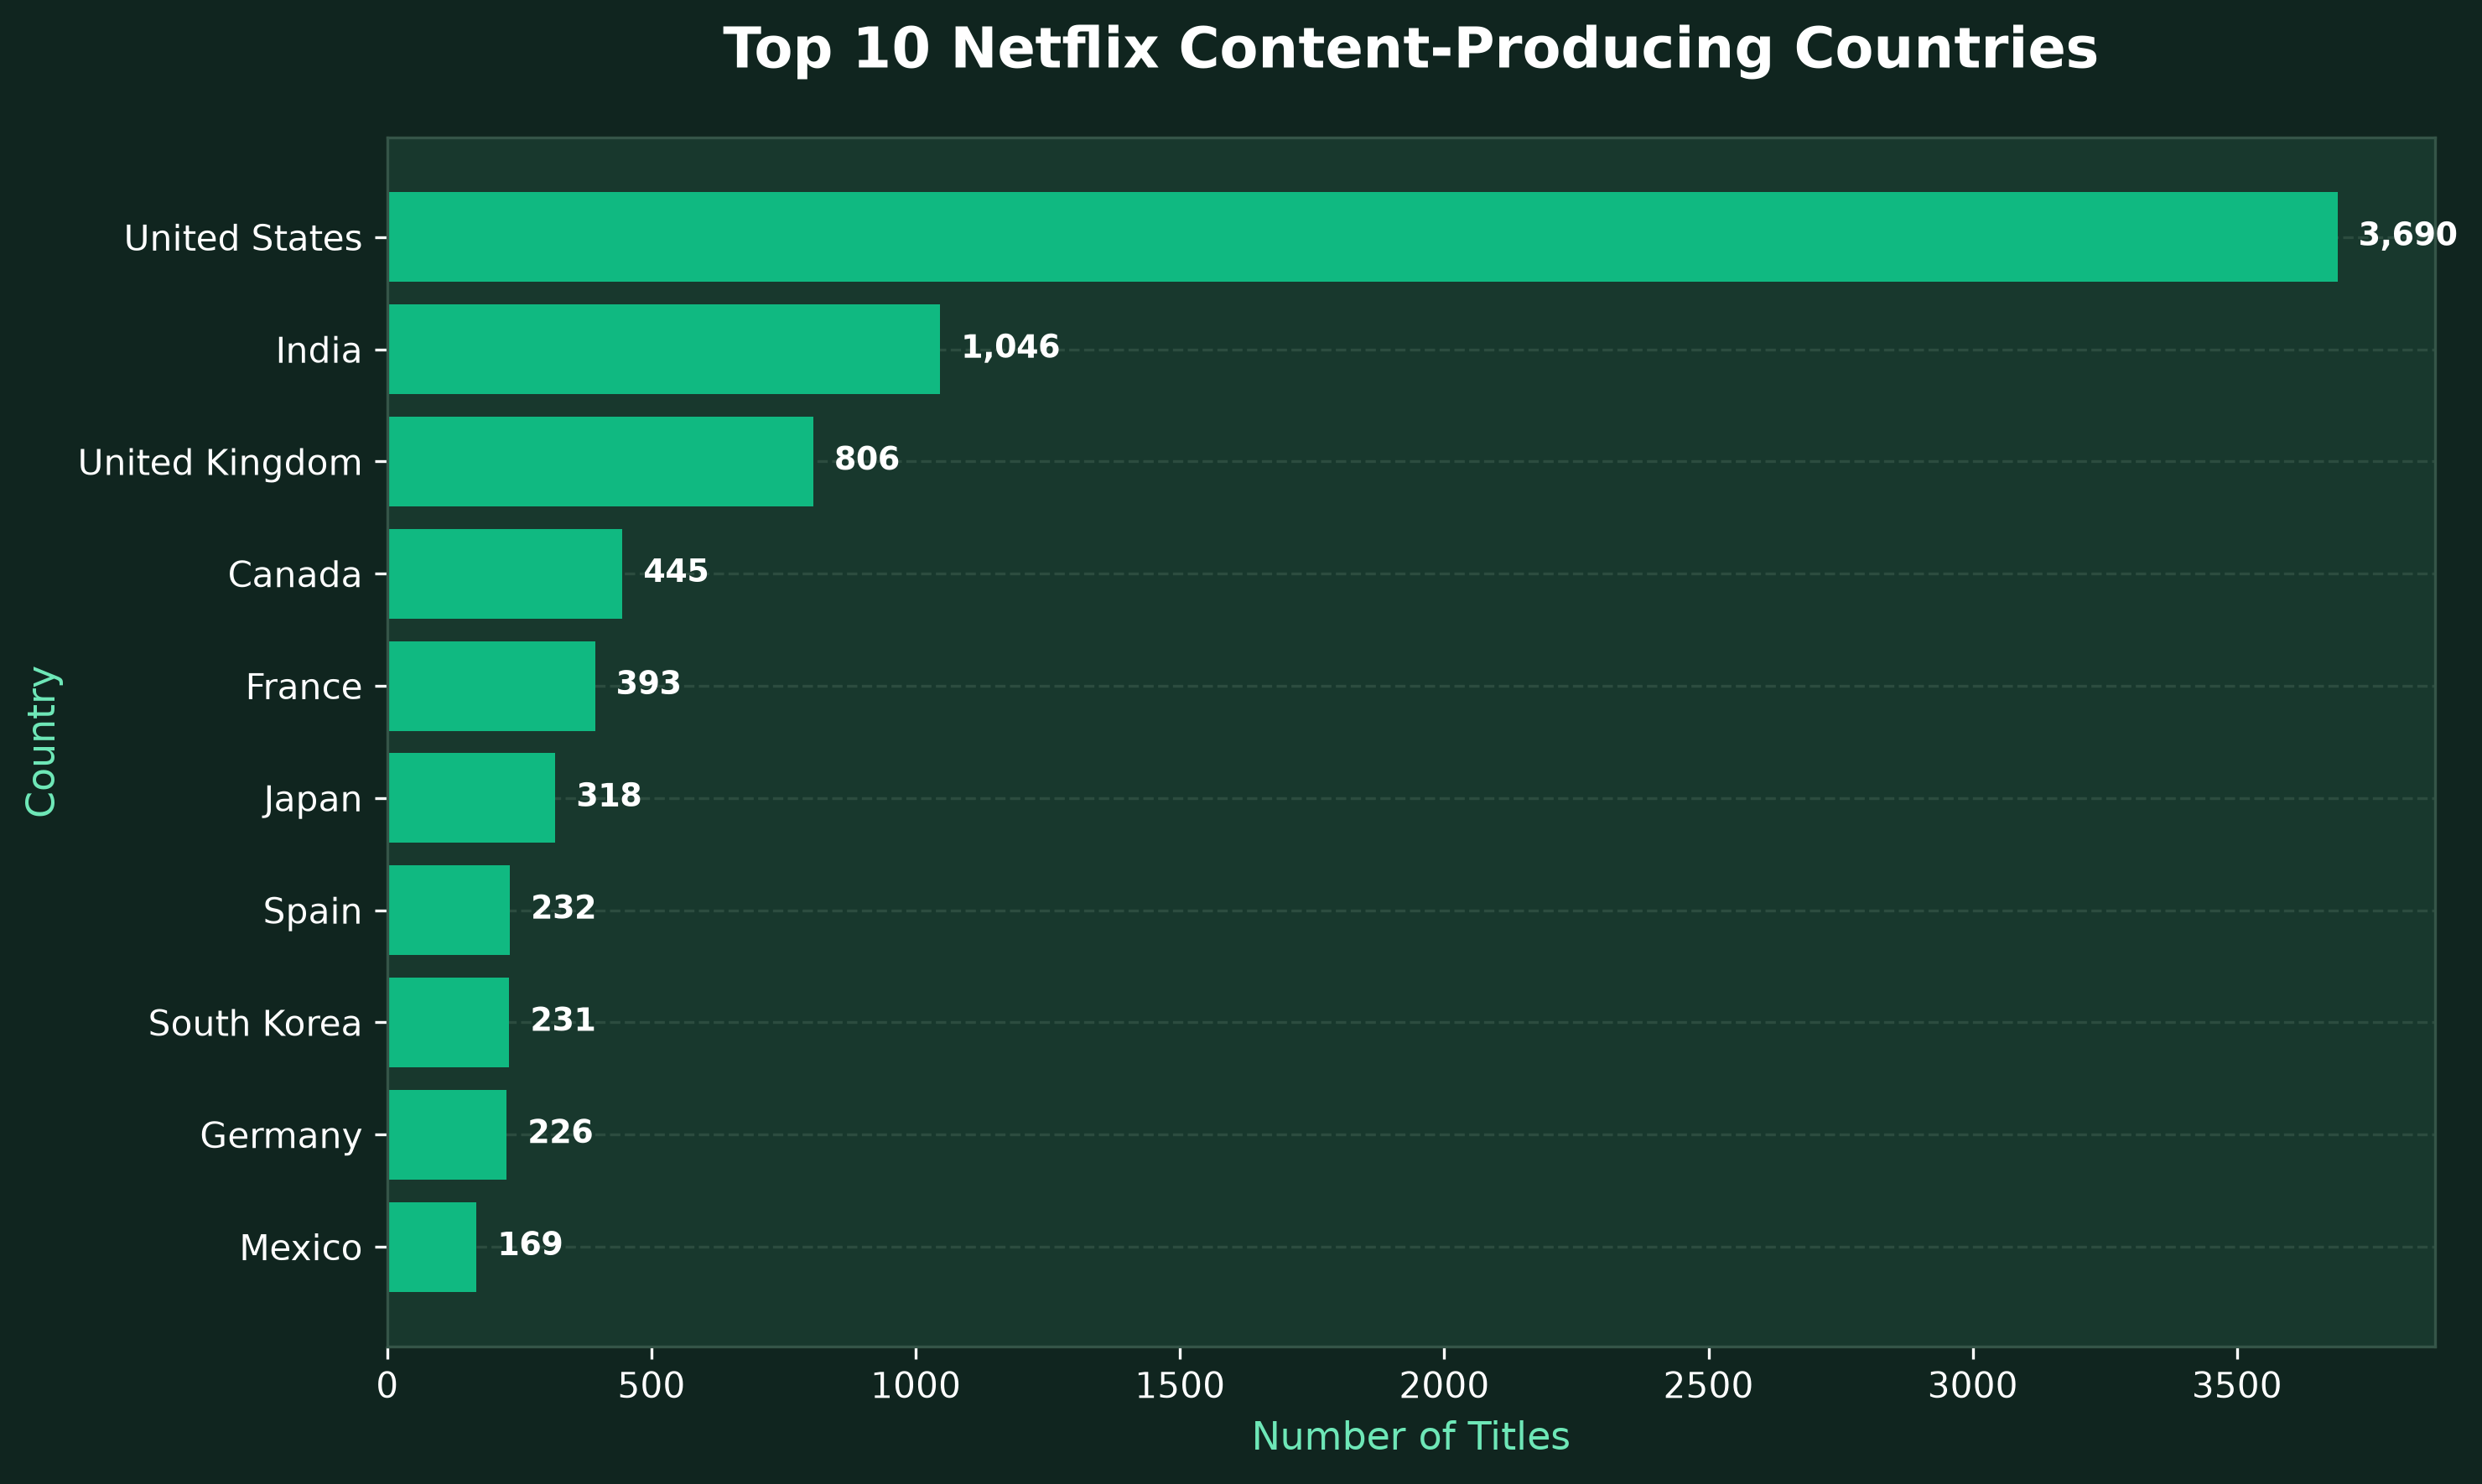 Top 10 Netflix Content-Producing Countries
United States
3,690
India
1,046
United Kingdom
806
Canada
445
France
393
Japan
318
Spain
232
South Korea
231
Germany
226
Mexico
169
Country
0
500
1000
1500
2000
2500
3000
3500
Number of Titles